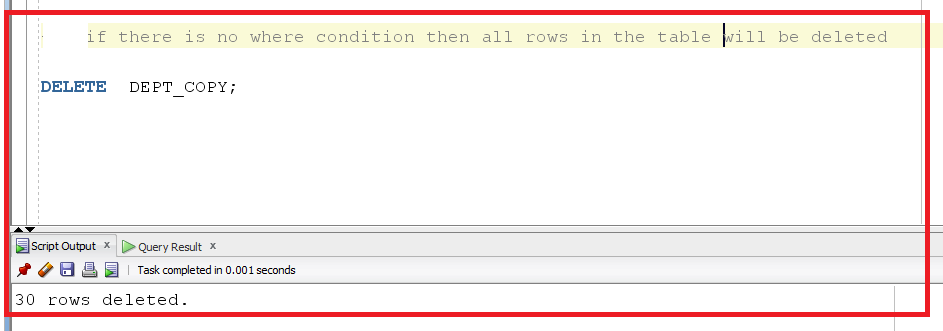 if there is no where condition then all rows in the table will be deleted
DELETE DEPT_COPY;
Script Output x Query Result x
Task completed in 0.001 seconds
30 rows deleted.